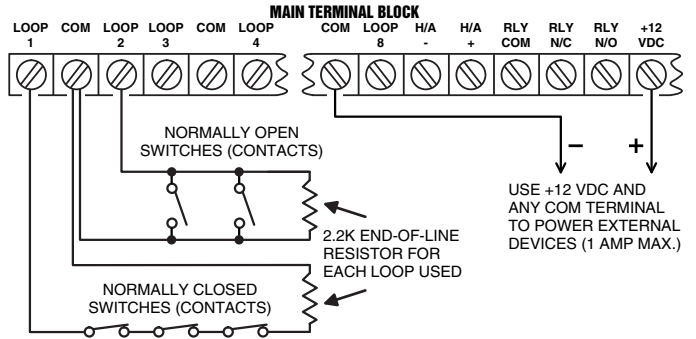 MAIN TERMINAL BLOCK
LOOP COM LOOP LOOP COM LOOP COM LOOP H/A H/A RLY RLY RLY +12
1 2 3 4 8 - + COM N/C N/O VDC
NORMALLY OPEN
SWITCHES (CONTACTS)
– +
USE +12 VDC AND
ANY COM TERMINAL
TO POWER EXTERNAL
DEVICES (1 AMP MAX.)
2.2K END-OF-LINE
RESISTOR FOR
EACH LOOP USED
NORMALLY CLOSED
SWITCHES (CONTACTS)